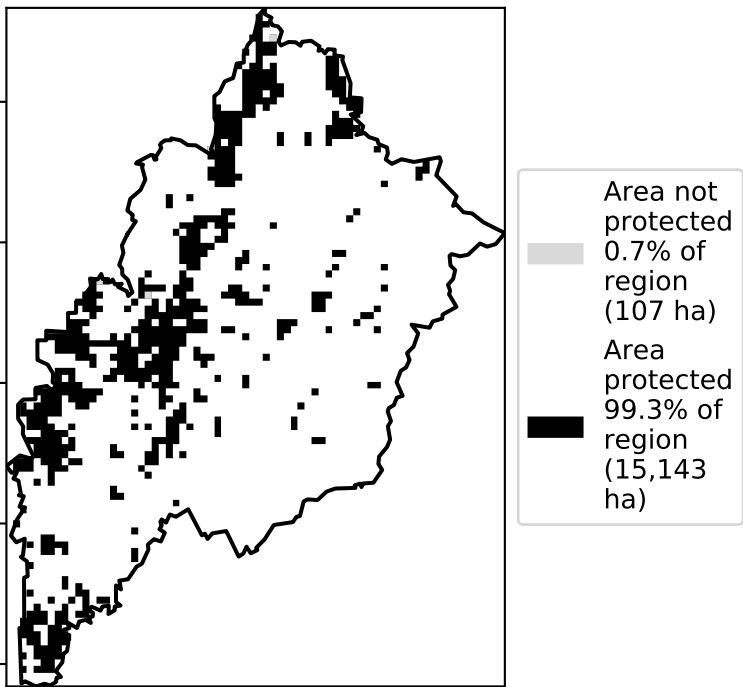 Area not
protected
0.7% of
region
(107 ha)
Area
protected
99.3% of
region
(15,143
ha)